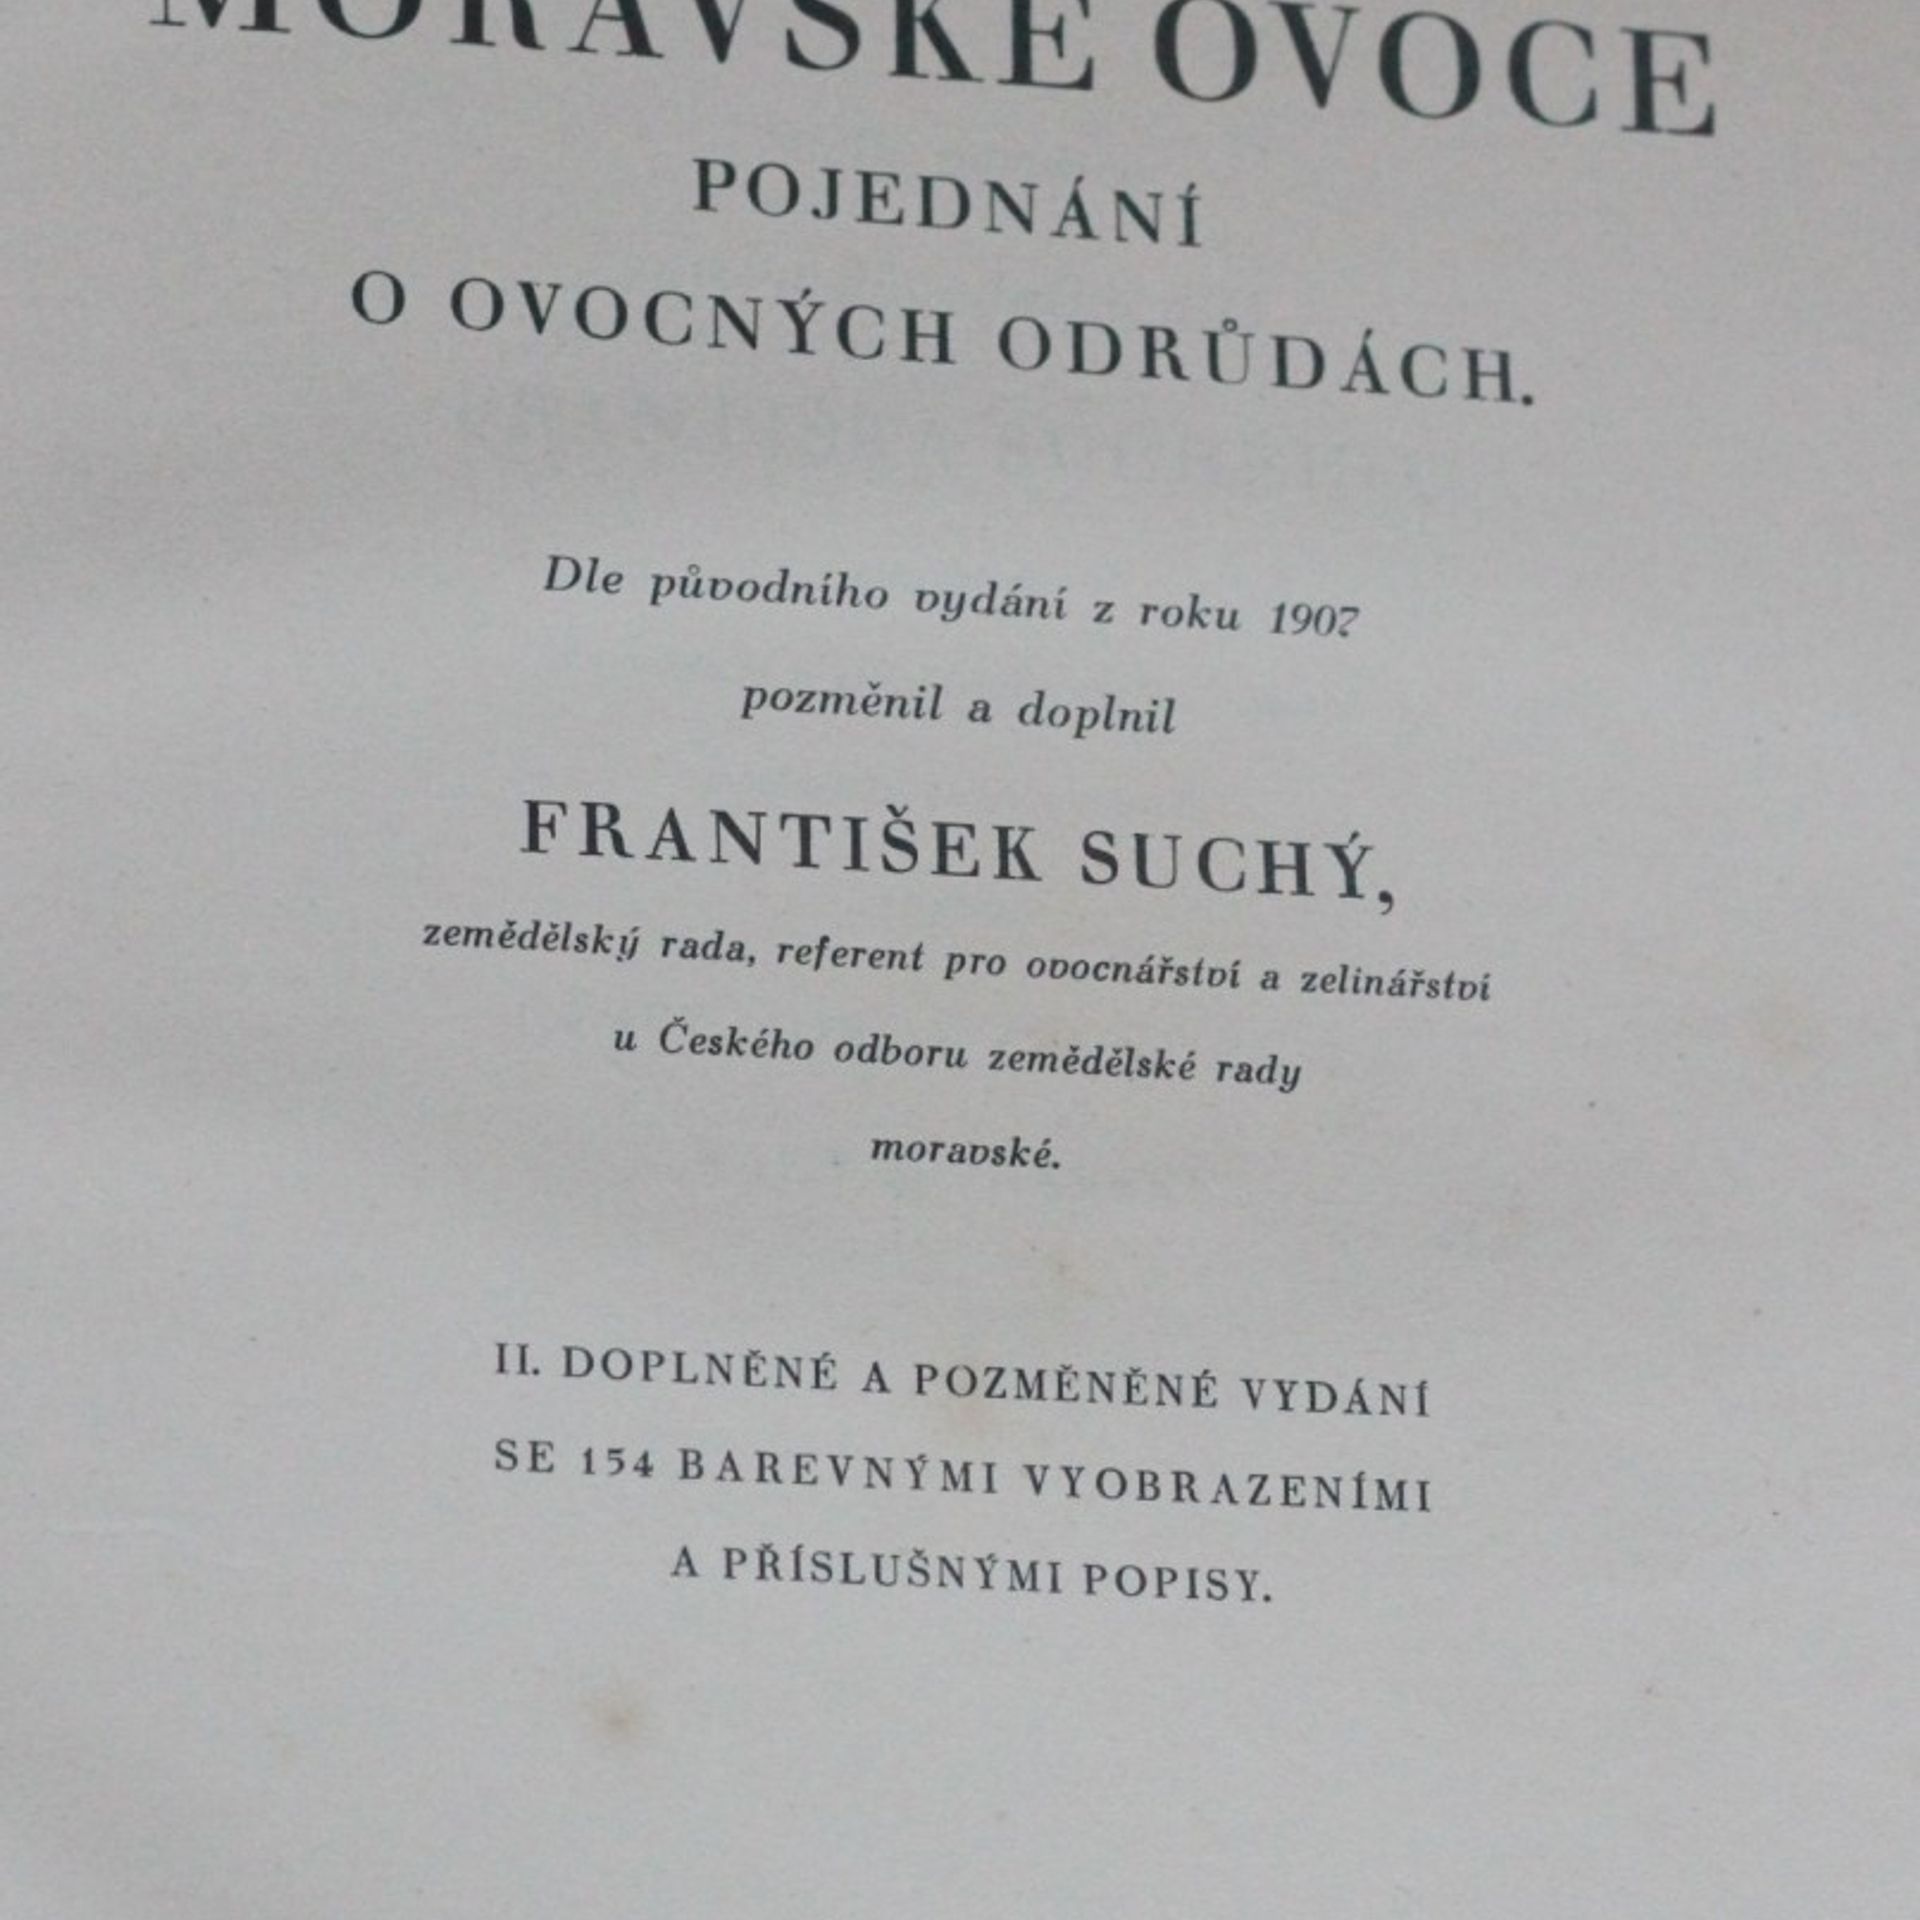 MORAVSKÉ OVOCE
POJEDNÁNÍ
O OVOCNÝCH ODRŮDÁCH.
Dle původního vydání z roku 1907
pozměnil a doplnil
FRANTIŠEK SUCHÝ,
zemědělský rada, referent pro ovocnářství a zelinářství
u Českého odboru zemědělské rady
moravské.
II. DOPLNĚNÉ A POZMĚNĚNÉ VYDÁNÍ
SE 154 BAREVNÝMI VYOBRAZENÍMI
A PŘÍSLUŠNÝMI POPISY.